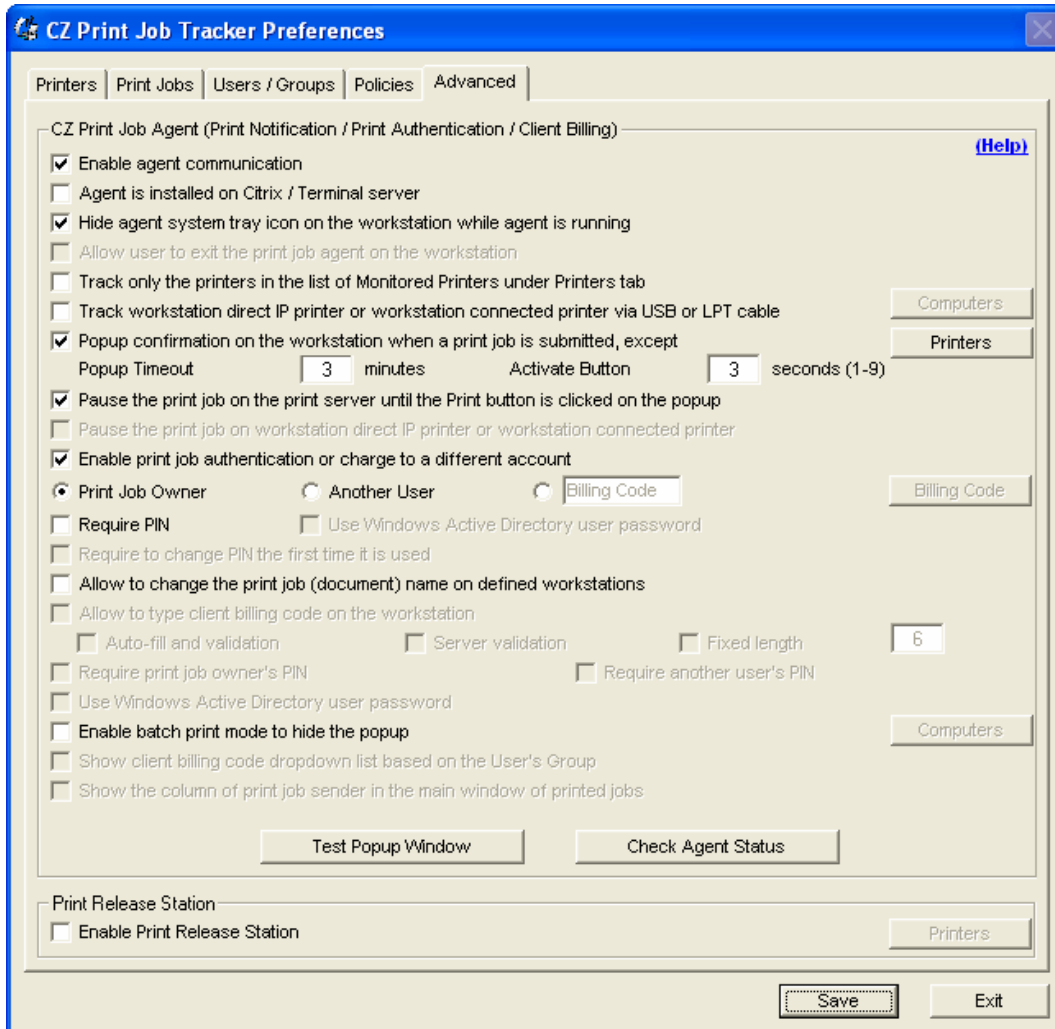 CZ Print Job Tracker Preferences
Printers Print Jobs Users / Groups Policies Advanced
CZ Print Job Agent (Print Notification / Print Authentication / Client Billing)
(Help)
Enable agent communication
Agent is installed on Citrix / Terminal server
Hide agent system tray icon on the workstation while agent is running
Allow user to exit the print job agent on the workstation
Track only the printers in the list of Monitored Printers under Printers tab
Track workstation direct IP printer or workstation connected printer via USB or LPT cable Computers
Popup confirmation on the workstation when a print job is submitted, except Printers
Popup Timeout 3 minutes Activate Button 3 seconds (1-9)
Pause the print job on the print server until the Print button is clicked on the popup
Pause the print job on workstation direct IP printer or workstation connected printer
Enable print job authentication or charge to a different account
Print Job Owner Another User Billing Code Billing Code
Require PIN Use Windows Active Directory user password
Require to change PIN the first time it is used
Allow to change the print job (document) name on defined workstations
Allow to type client billing code on the workstation
Auto-fill and validation Server validation Fixed length 6
Require print job owner's PIN Require another user's PIN
Use Windows Active Directory user password
Enable batch print mode to hide the popup Computers
Show client billing code dropdown list based on the User's Group
Show the column of print job sender in the main window of printed jobs
Test Popup Window Check Agent Status
Print Release Station
Enable Print Release Station Printers
Save Exit